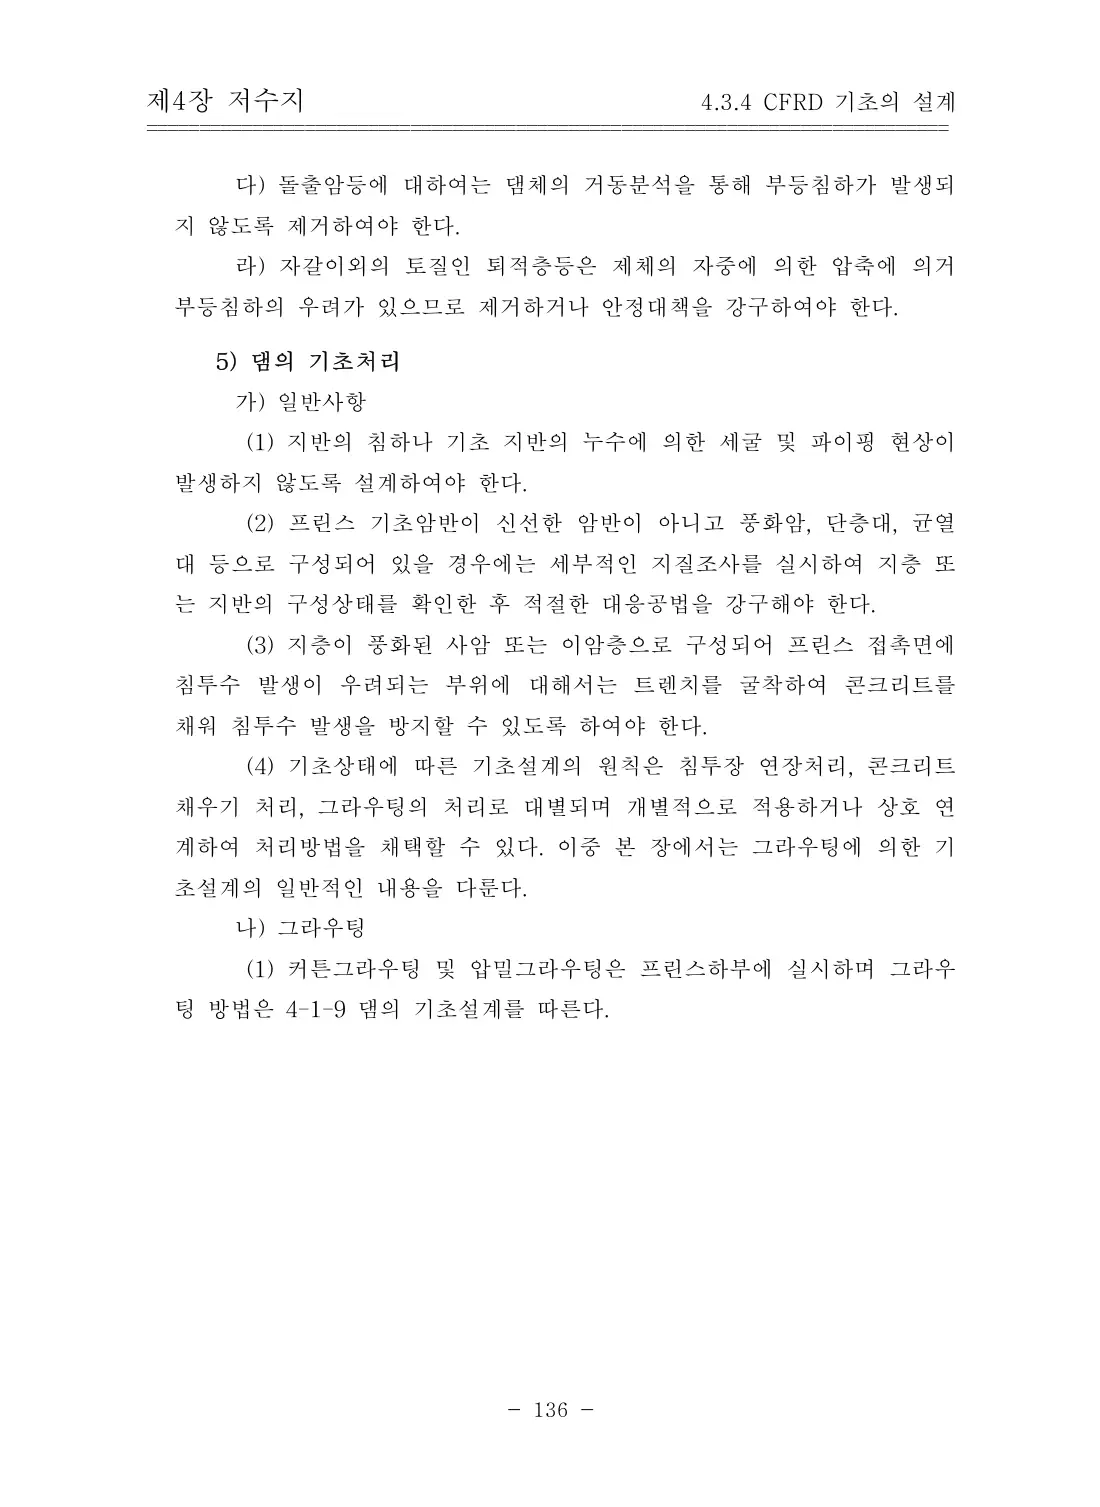 제4장 저수지
4.3.4 CFRD 기초의 설계
다) 돌출암등에 대하여는 댐체의 거동분석을 통해 부등침하가 발생되
지 않도록 제거하여야 한다.
라) 자갈이외의 토질인 퇴적층등은 제체의 자중에 의한 압축에 의거
부등침하의 우려가 있으므로 제거하거나 안정대책을 강구하여야 한다.
5) 댐의 기초처리
가) 일반사항
(1) 지반의 침하나 기초 지반의 누수에 의한 세굴 및 파이핑 현상이
발생하지 않도록 설계하여야 한다.
(2) 프린스 기초암반이 신선한 암반이 아니고 풍화암, 단층대, 균열
대 등으로 구성되어 있을 경우에는 세부적인 지질조사를 실시하여 지층 또
는 지반의 구성상태를 확인한 후 적절한 대응공법을 강구해야 한다.
(3) 지층이 풍화된 사암 또는 이암층으로 구성되어 프린스 접촉면에
침투수 발생이 우려되는 부위에 대해서는 트렌치를 굴착하여 콘크리트를
채워 침투수 발생을 방지할 수 있도록 하여야 한다.
(4) 기초상태에 따른 기초설계의 원칙은 침투장 연장처리, 콘크리트
채우기 처리, 그라우팅의 처리로 대별되며 개별적으로 적용하거나 상호 연
계하여 처리방법을 채택할 수 있다. 이중 본 장에서는 그라우팅에 의한 기
초설계의 일반적인 내용을 다룬다.
나) 그라우팅
(1) 커튼그라우팅 및 압밀그라우팅은 프린스하부에 실시하며 그라우
팅 방법은 4-1-9 댐의 기초설계를 따른다.
- 136 -